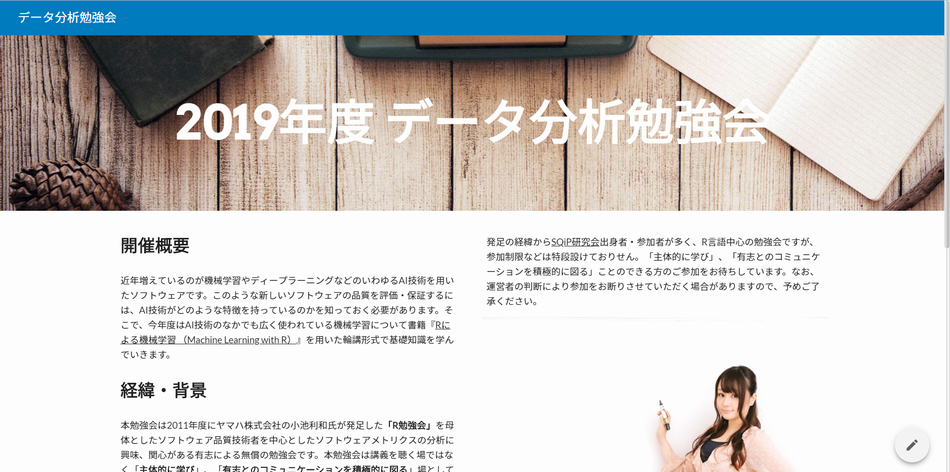 データ分析勉強会
2019年度 データ分析勉強会
開催概要
近年増えているのが機械学習やディープラーニングなどのいわゆるAI技術を用い
たソフトウェアです。このような新しいソフトウェアの品質を評価・保証するに
は、AI技術がどのような特徴を持っているのかを知っておく必要があります。そ
こで、今年度はAI技術のなかでも広く使われている機械学習について書籍『Rに
よる機械学習 （Machine Learning with R）』を用いた輪講形式で基礎知識を学ん
でいきます。
経緯・背景
本勉強会は2011年度にヤマハ株式会社の小池利和氏が発足した「R勉強会」を母
体としたソフトウェア品質技術者を中心としたソフトウェアメトリクスの分析に
興味、関心がある有志による無償の勉強会です。本勉強会は講義を聴く場ではな
く「主体的に学び」、「有志とのコミュニケーションを積極的に図る」場として
発足の経緯からSQiP研究会出身者・参加者が多く、R言語中心の勉強会ですが、
参加制限などは特段設けておりせん。「主体的に学び」、「有志とのコミュニケ
ーションを積極的に図る」ことのできる方のご参加をお待ちしています。なお、
運営者の判断により参加をお断りさせていただく場合がありますので、予めご了
承ください。